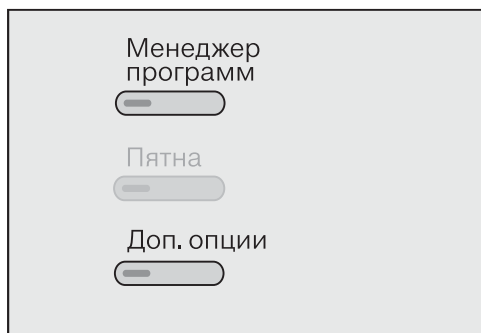 Менеджер
программ
Пятна
Доп. опции